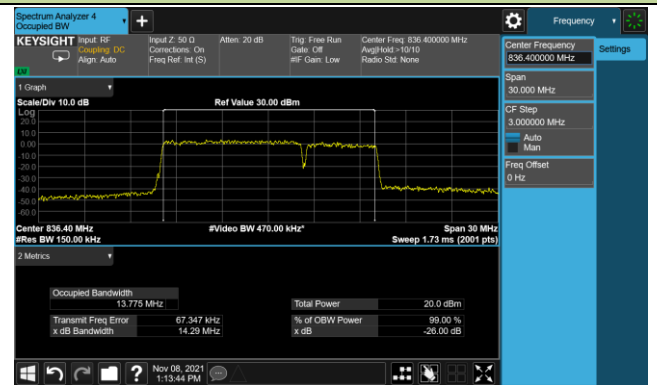 Spectrum Analyzer 4
Occupied BW
Frequency
KEYSIGHT
Input: RF
Coupling: DC
Align: Auto
Input Z: 50 Ω
Corrections: On
Freq Ref: Int (S)
Atten: 20 dB
Trig: Free Run
Gate: Off
#IF Gain: Low
Center Freq: 836.400000 MHz
Avg|Hold:>10/10
Radio Std: None
Center Frequency
836.400000 MHz
Settings
Span
30.000 MHz
CF Step
3.000000 MHz
Auto
Man
Freq Offset
0 Hz
1 Graph
Scale/Div 10.0 dB
Ref Value 30.00 dBm
Log
20.0
10.0
0.00
-10.0
-20.0
-30.0
-40.0
-50.0
-60.0
Center 836.40 MHz
#Video BW 470.00 kHz*
Span 30 MHz
#Res BW 150.00 kHz
Sweep 1.73 ms (2001 pts)
2 Metrics
Occupied Bandwidth
13.775 MHz
Total Power
20.0 dBm
Transmit Freq Error
67.347 kHz
% of OBW Power
99.00 %
x dB Bandwidth
14.29 MHz
x dB
-26.00 dB
?
Nov 08, 2021
1:13:44 PM